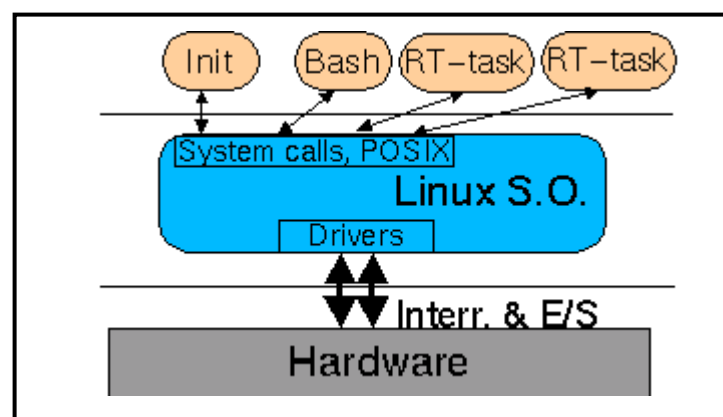 Init
Bash
RT-task
RT-task
System calls, POSIX
Linux S.O.
Drivers
Interr. & E/S
Hardware